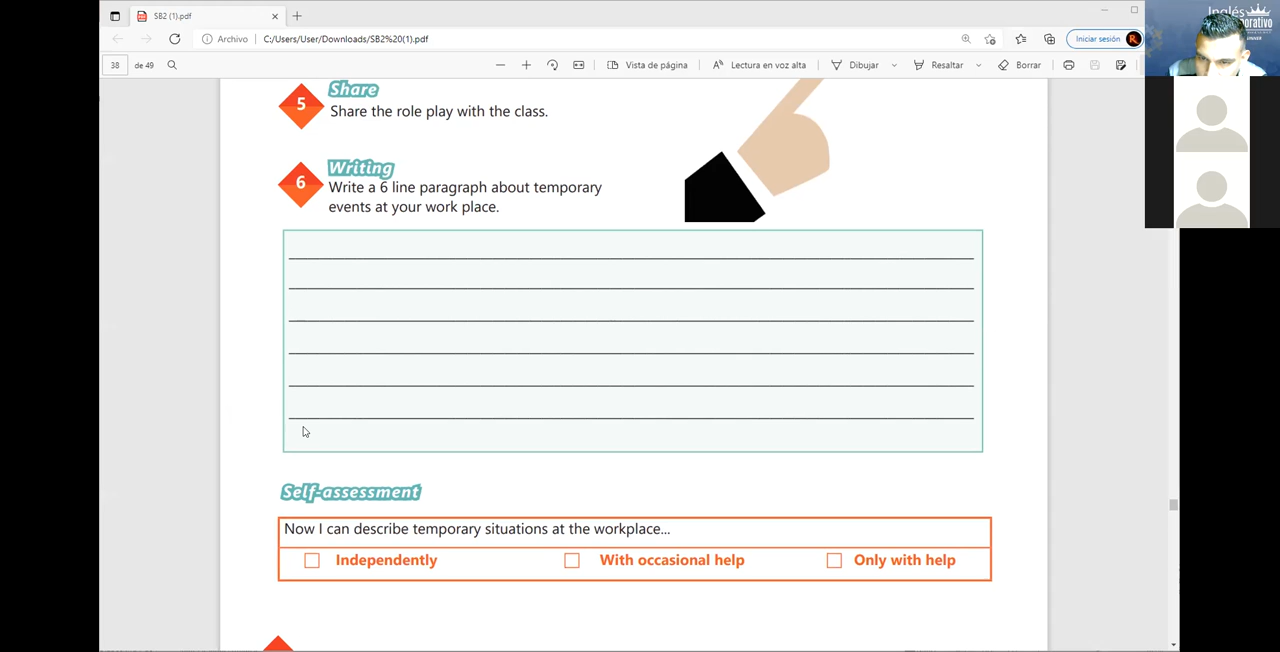 SB2 (1).pdf
Archivo
C:/Users/User/Downloads/SB2%20(1).pdf
Iniciar sesión
R
38
de 49
Vista de página
Lectura en voz alta
Dibujar
Resaltar
Borrar
Inglés
5
Share
Share the role play with the class.
6
Writing
Write a 6 line paragraph about temporary
events at your work place.
Self-assessment
Now I can describe temporary situations at the workplace...
Independently
With occasional help
Only with help